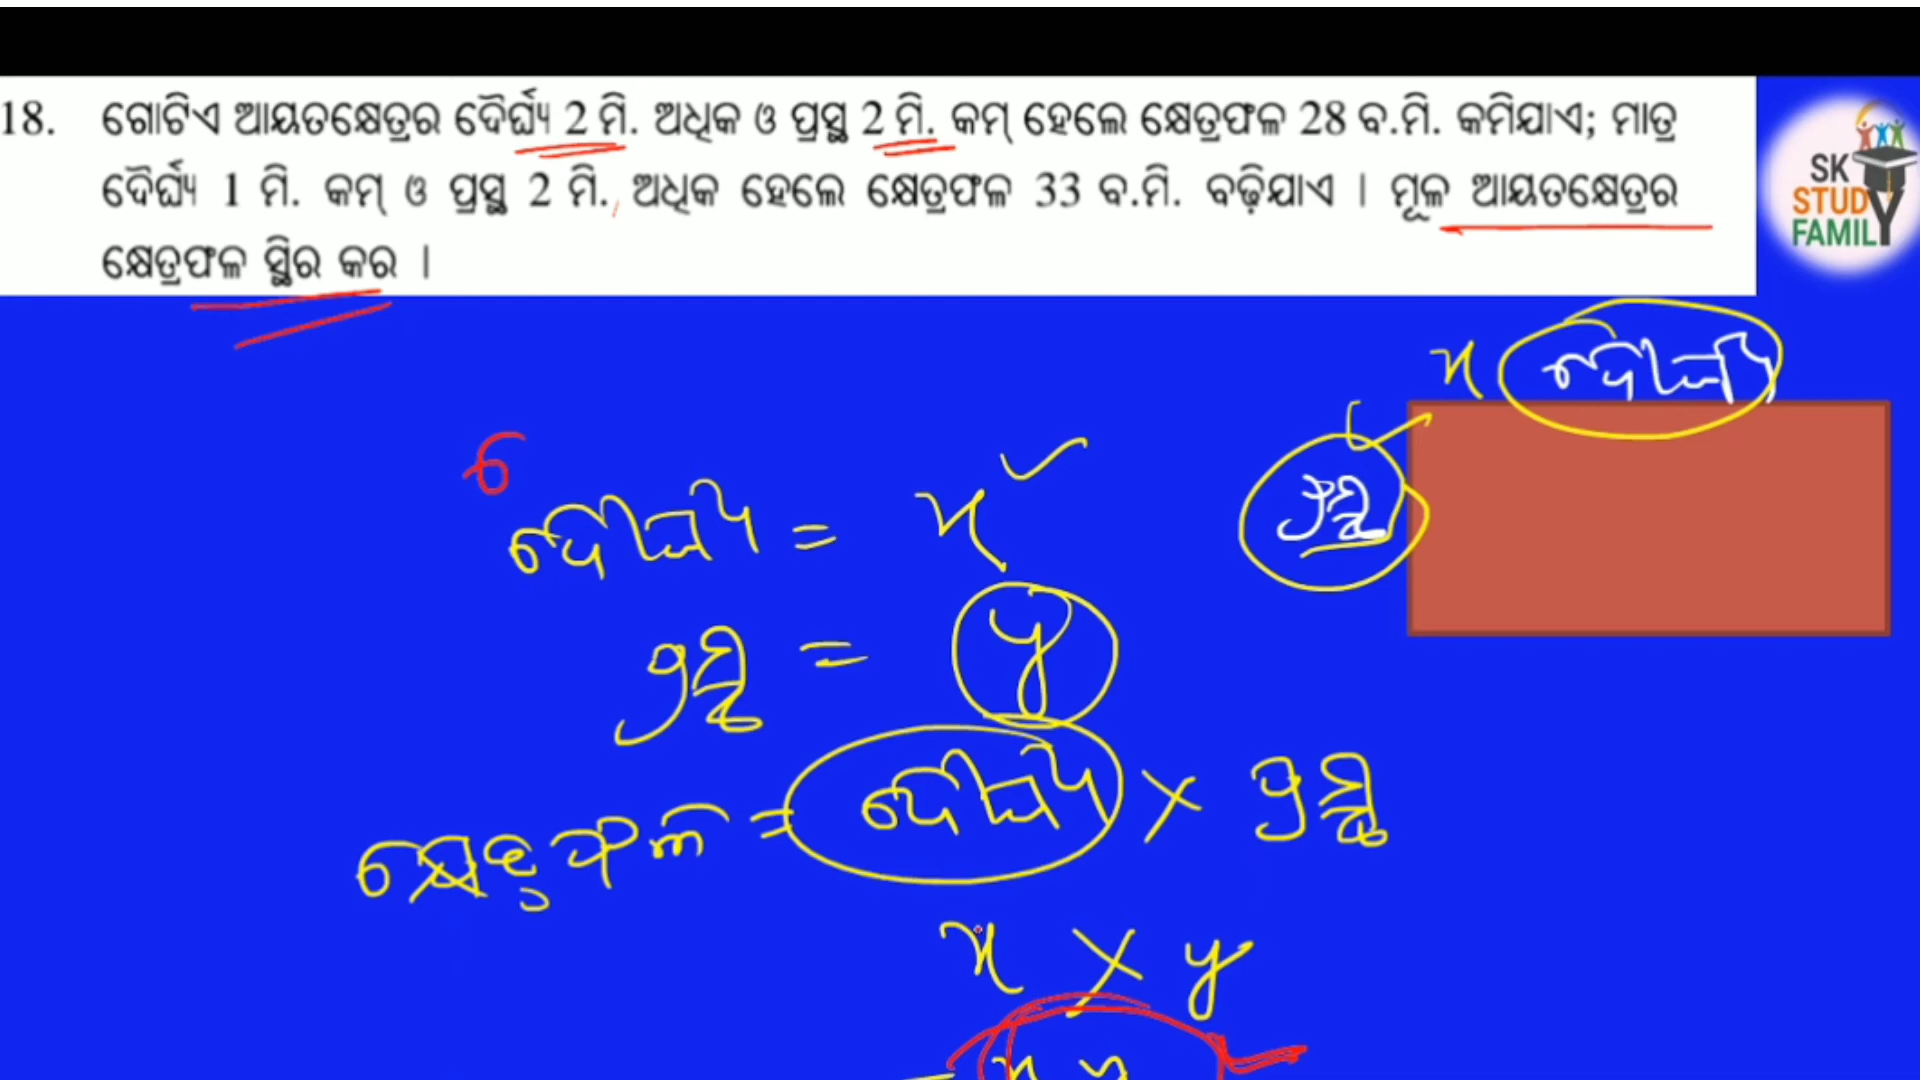 18. ଗୋଟିଏ ଆୟତକ୍ଷେତ୍ରର ଦୈର୍ଘ୍ୟ 2 ମି. ଅଧିକ ଓ ପ୍ରସ୍ଥ 2 ମି. କମ୍ ହେଲେ କ୍ଷେତ୍ରଫଳ 28 ବ.ମି. କମିଯାଏ; ମାତ୍ର
ଦୈର୍ଘ୍ୟ 1 ମି. କମ୍ ଓ ପ୍ରସ୍ଥ 2 ମି. ଅଧିକ ହେଲେ କ୍ଷେତ୍ରଫଳ 33 ବ.ମି. ବଢ଼ିଯାଏ । ମୂଳ ଆୟତକ୍ଷେତ୍ରର
କ୍ଷେତ୍ରଫଳ ସ୍ଥିର କର ।
SK
STUDY
FAMILY
x ଦୈର୍ଘ୍ୟ
ପ୍ରସ୍ଥ
ଦୈର୍ଘ୍ୟ = x
ପ୍ରସ୍ଥ = y
କ୍ଷେତ୍ରଫଳ = ଦୈର୍ଘ୍ୟ × ପ୍ରସ୍ଥ
x × y